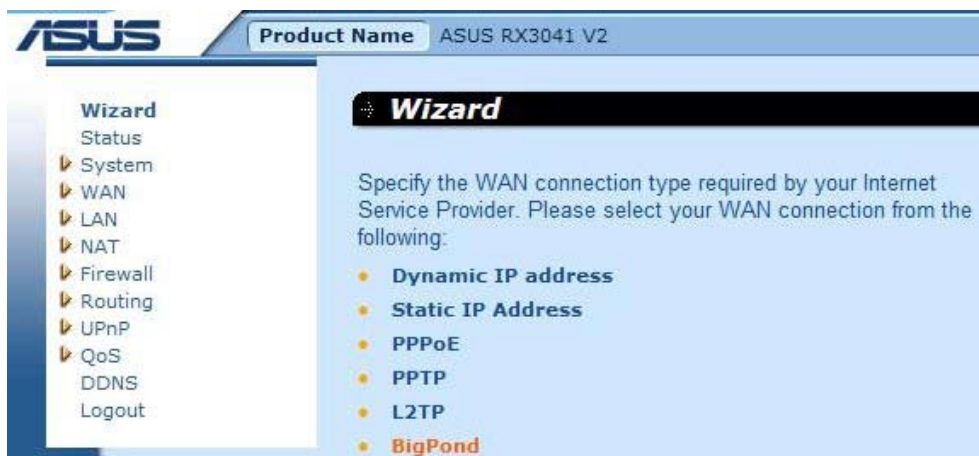 ASUS
Product Name ASUS RX3041 V2
Wizard
Status
System
WAN
LAN
NAT
Firewall
Routing
UPnP
QoS
DDNS
Logout
Wizard
Specify the WAN connection type required by your Internet
Service Provider. Please select your WAN connection from the
following:
Dynamic IP address
Static IP Address
PPPoE
PPTP
L2TP
BigPond